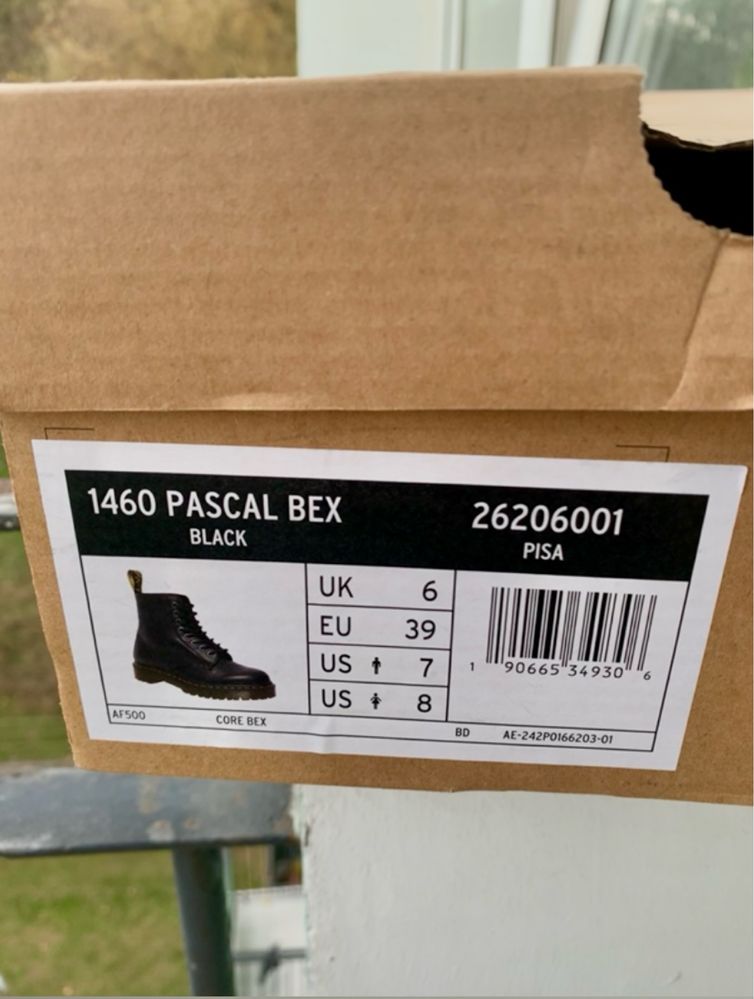 1460 PASCAL BEX
BLACK
26206001
PISA
UK 6
EU 39
US 7
US 8
1 90665 34930 6
AF500
CORE BEX
BD AE-242P0166203-01